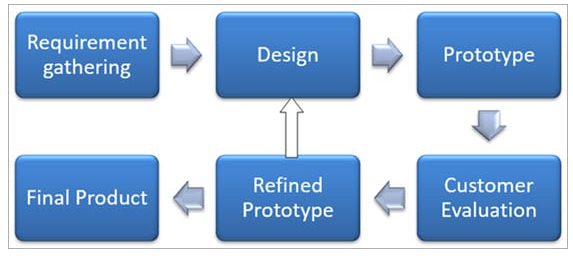 Requirement
gathering
Design
Prototype
Final Product
Refined
Prototype
Customer
Evaluation